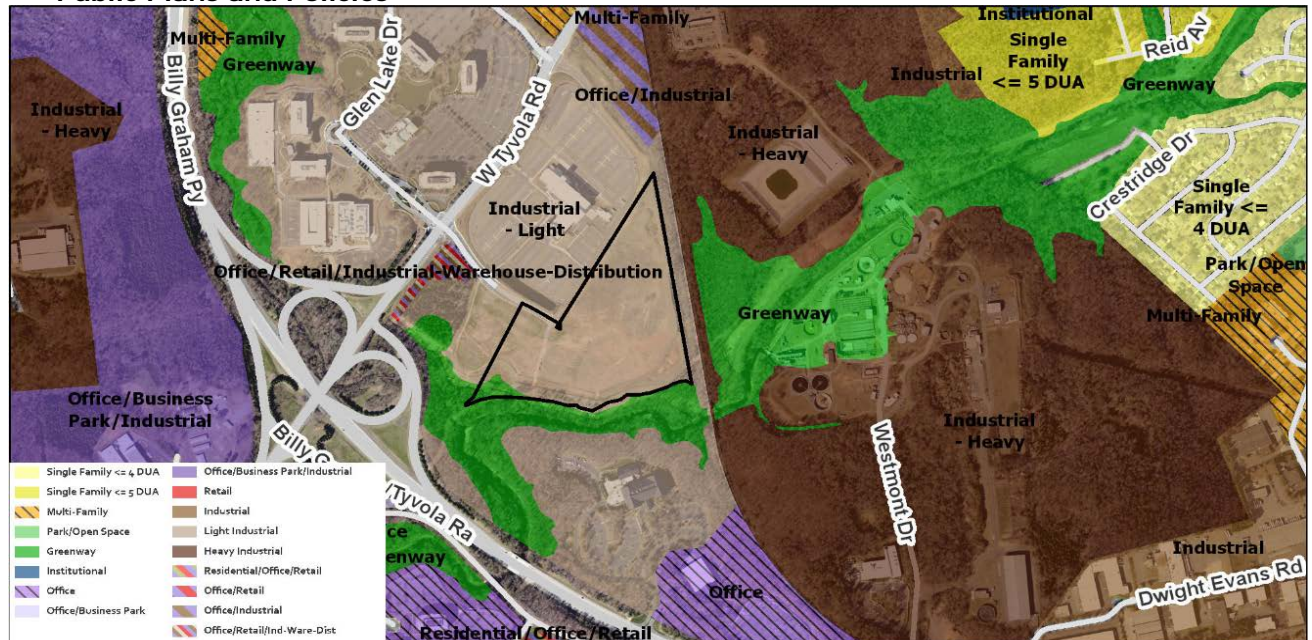 Public Plans and Policies
Multi-Family
Greenway
Industrial
- Heavy
Billy Graham Py
Glen Lake Dr
W Tyvola Rd
Multi-Family
Office/Industrial
Industrial
- Light
Office/Retail/Industrial-Warehouse-Distribution
Industrial
- Heavy
Industrial
Institutional
Single
Family
<= 5 DUA
Reid Av
Greenway
Crestridge Dr
Single
Family <=
4 DUA
Park/Open
Space
Multi-Family
Greenway
Industrial
- Heavy
Westmont Dr
Office/Business
Park/Industrial
Billy G
/Tyvola Ra
Office
Residential/Office/Retail
Industrial
Dwight Evans Rd
Single Family <= 4 DUA
Single Family <= 5 DUA
Multi-Family
Park/Open Space
Greenway
Institutional
Office
Office/Business Park
Office/Business Park/Industrial
Retail
Industrial
Light Industrial
Heavy Industrial
Residential/Office/Retail
Office/Retail
Office/Industrial
Office/Retail/Ind-Ware-Dist